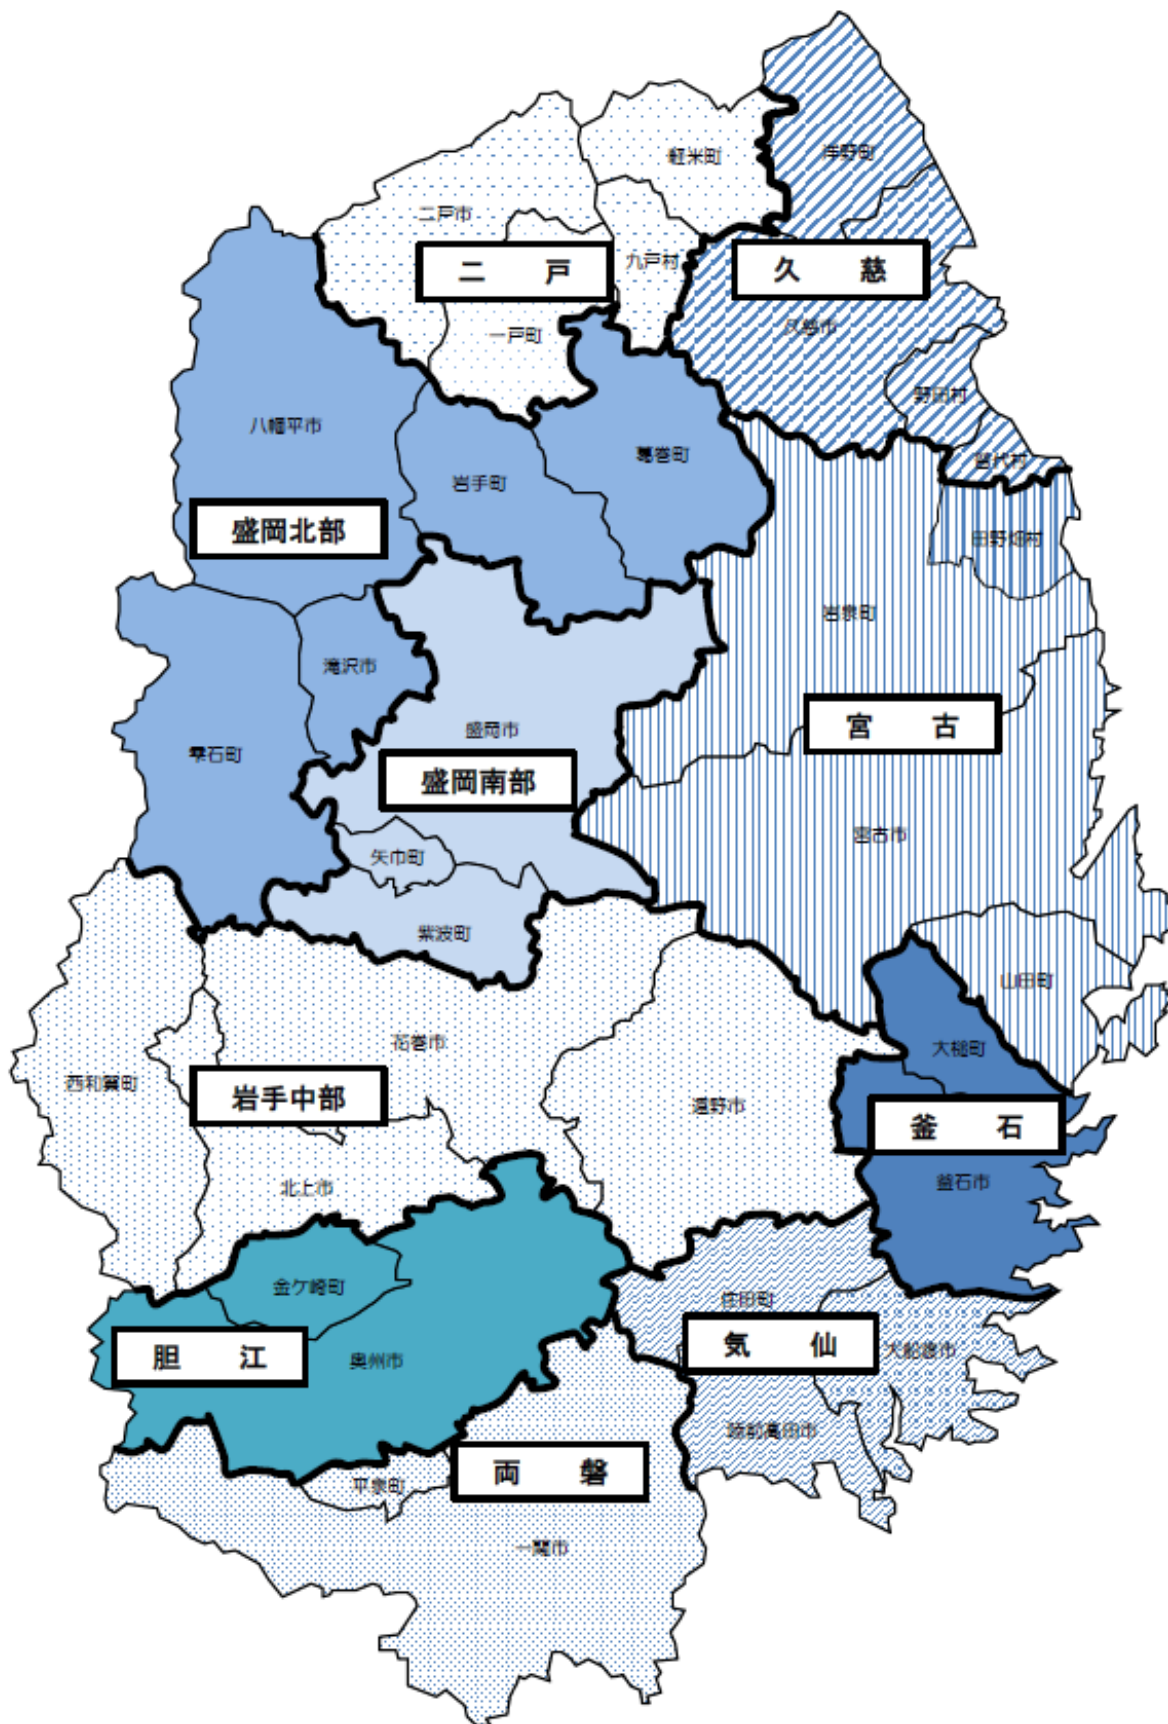 洋野町
軽米町
二戸市
二　戸
九戸村
久　慈
久慈市
一戸町
野田村
普代村
八幡平市
岩手町
葛巻町
盛岡北部
田野畑村
岩泉町
滝沢市
雫石町
盛岡市
宮　古
盛岡南部
宮古市
矢巾町
紫波町
山田町
花巻市
大槌町
西和賀町
岩手中部
遠野市
釜　石
北上市
釜石市
金ケ崎町
住田町
胆　江
奥州市
気　仙
大船渡市
陸前高田市
両　磐
平泉町
一関市